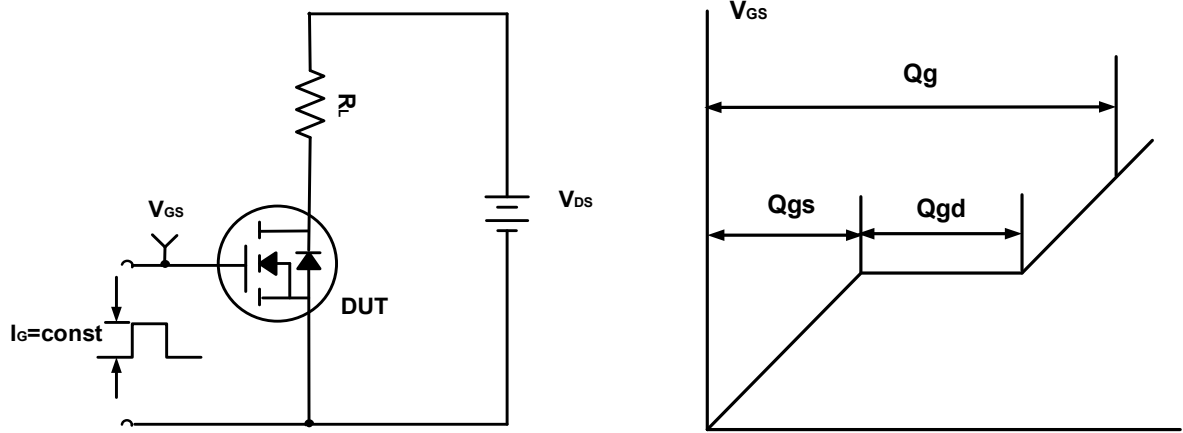 RL
VGS
VDS
DUT
IG=const
VGS
Qg
Qgs
Qgd